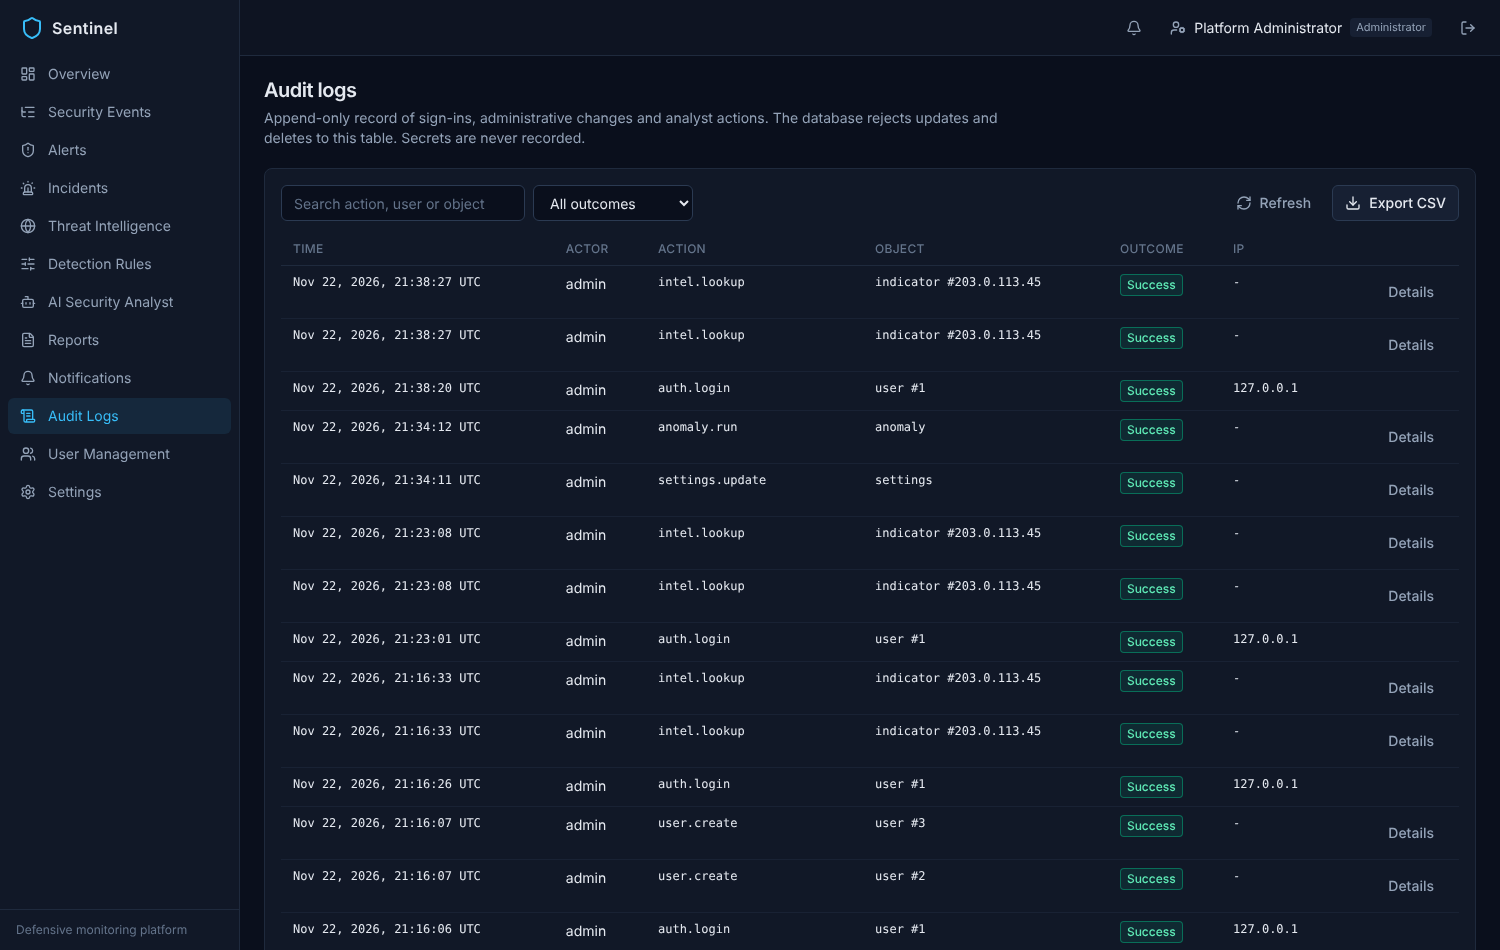 Sentinel
Platform Administrator Administrator
Overview
Security Events
Alerts
Incidents
Threat Intelligence
Detection Rules
AI Security Analyst
Reports
Notifications
Audit Logs
User Management
Settings
Defensive monitoring platform
Audit logs
Append-only record of sign-ins, administrative changes and analyst actions. The database rejects updates and
deletes to this table. Secrets are never recorded.
Search action, user or object All outcomes Refresh Export CSV
TIME ACTOR ACTION OBJECT OUTCOME IP
Nov 22, 2026, 21:38:27 UTC admin intel.lookup indicator #203.0.113.45 Success - Details
Nov 22, 2026, 21:38:27 UTC admin intel.lookup indicator #203.0.113.45 Success - Details
Nov 22, 2026, 21:38:20 UTC admin auth.login user #1 Success 127.0.0.1
Nov 22, 2026, 21:34:12 UTC admin anomaly.run anomaly Success - Details
Nov 22, 2026, 21:34:11 UTC admin settings.update settings Success - Details
Nov 22, 2026, 21:23:08 UTC admin intel.lookup indicator #203.0.113.45 Success - Details
Nov 22, 2026, 21:23:08 UTC admin intel.lookup indicator #203.0.113.45 Success - Details
Nov 22, 2026, 21:23:01 UTC admin auth.login user #1 Success 127.0.0.1
Nov 22, 2026, 21:16:33 UTC admin intel.lookup indicator #203.0.113.45 Success - Details
Nov 22, 2026, 21:16:33 UTC admin intel.lookup indicator #203.0.113.45 Success - Details
Nov 22, 2026, 21:16:26 UTC admin auth.login user #1 Success 127.0.0.1
Nov 22, 2026, 21:16:07 UTC admin user.create user #3 Success - Details
Nov 22, 2026, 21:16:07 UTC admin user.create user #2 Success - Details
Nov 22, 2026, 21:16:06 UTC admin auth.login user #1 Success 127.0.0.1